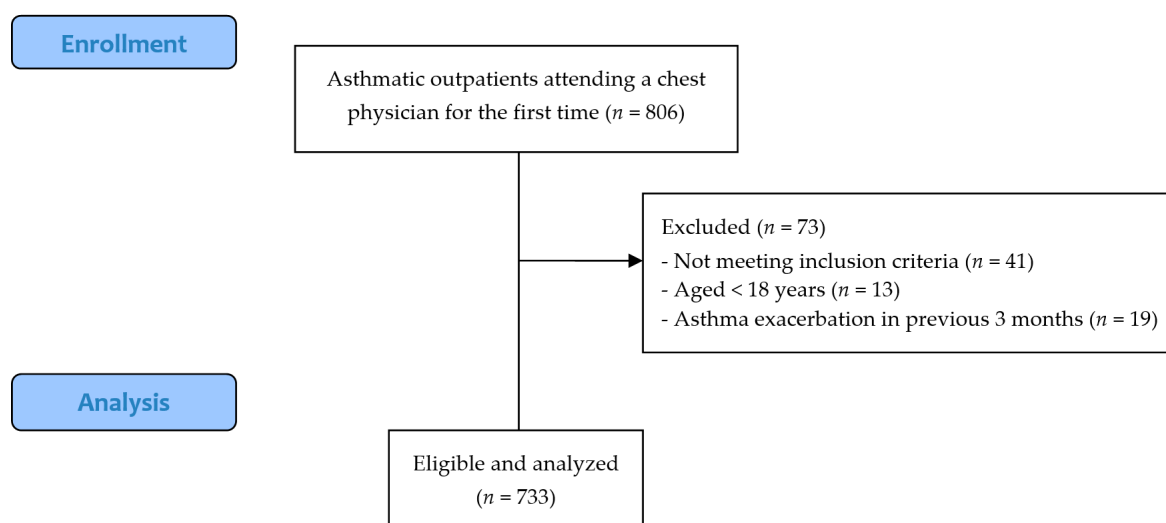 Enrollment
Asthmatic outpatients attending a chest
physician for the first time (n = 806)
Excluded (n = 73)
- Not meeting inclusion criteria (n = 41)
- Aged < 18 years (n = 13)
- Asthma exacerbation in previous 3 months (n = 19)
Analysis
Eligible and analyzed
(n = 733)